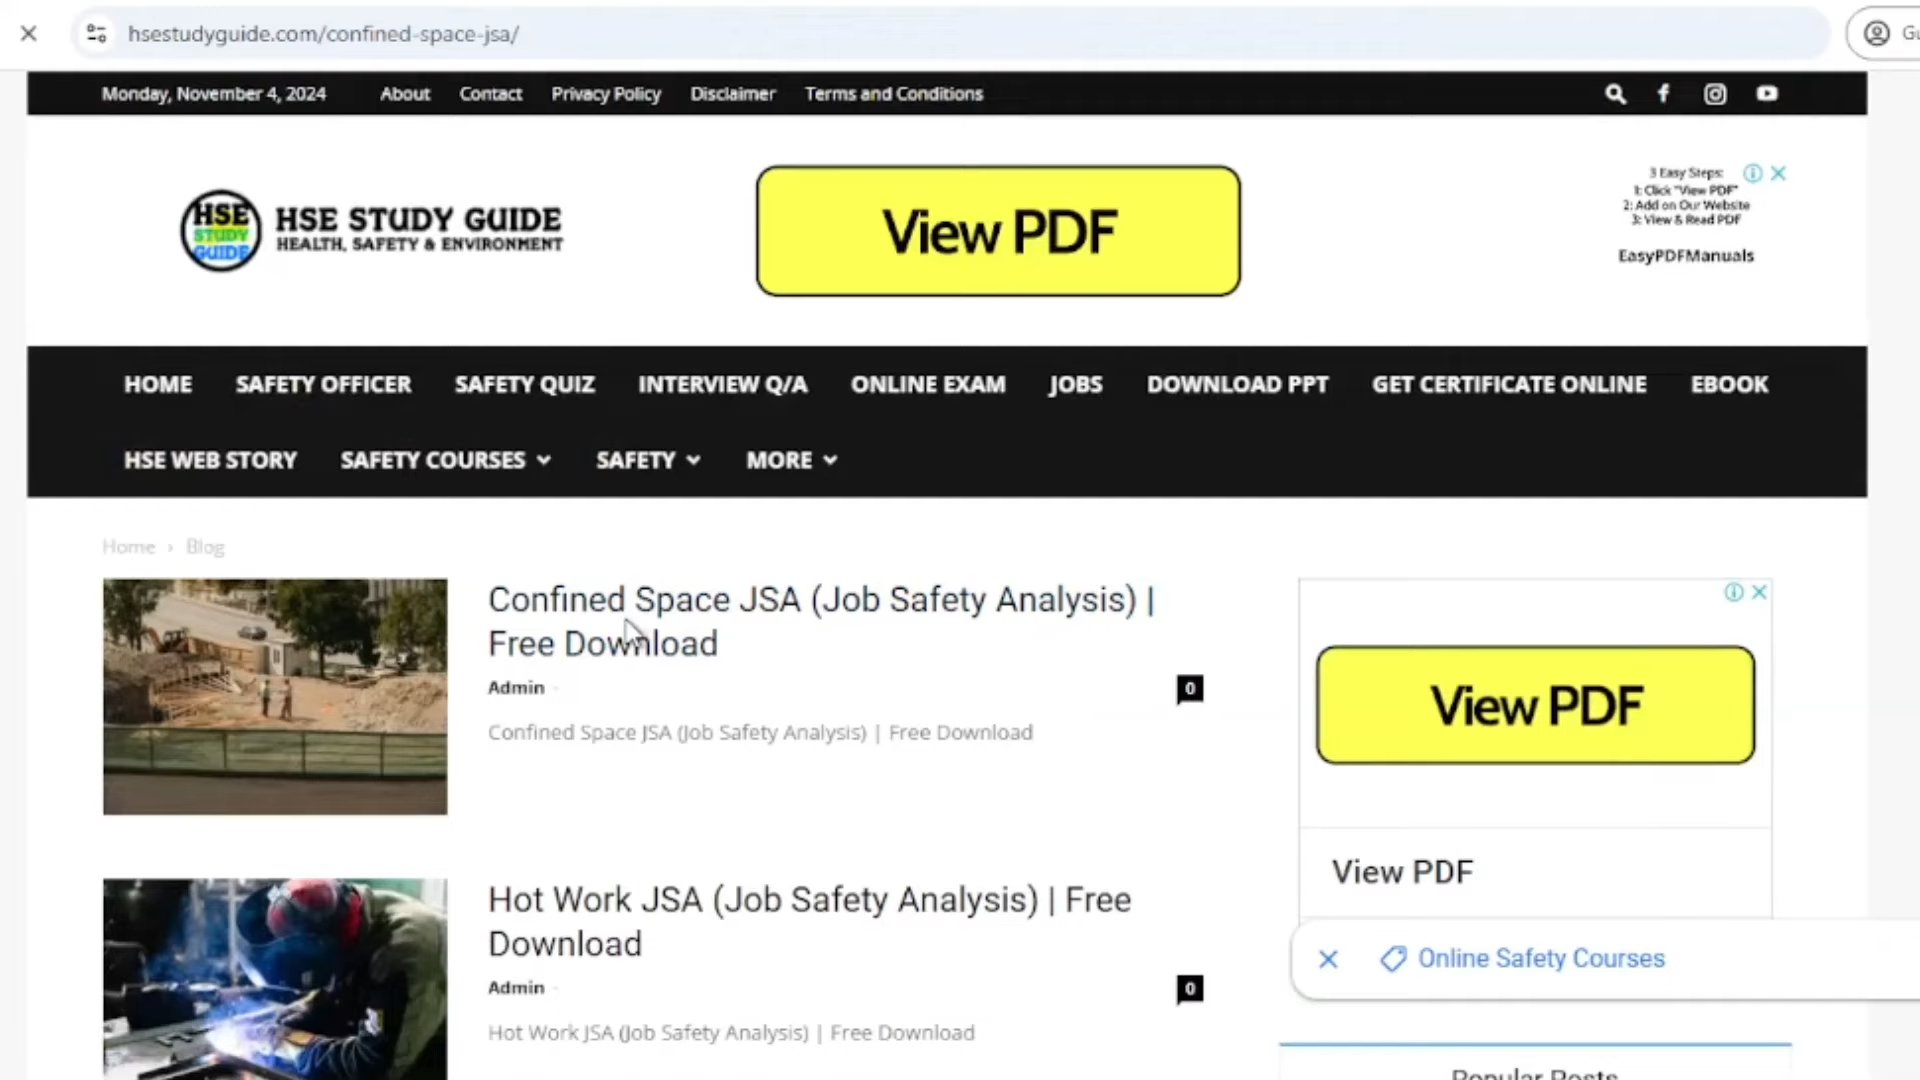 hsestudyguide.com/confined-space-jsa/
Monday, November 4, 2024 About Contact Privacy Policy Disclaimer Terms and Conditions
HSE
STUDY
GUIDE
HSE STUDY GUIDE
HEALTH, SAFETY & ENVIRONMENT
View PDF
3 Easy Steps:
1: Click "View PDF"
2: Add on Our Website
3: View & Read PDF
EasyPDFManuals
HOME SAFETY OFFICER SAFETY QUIZ INTERVIEW Q/A ONLINE EXAM JOBS DOWNLOAD PPT GET CERTIFICATE ONLINE EBOOK
HSE WEB STORY SAFETY COURSES SAFETY MORE
Home › Blog
Confined Space JSA (Job Safety Analysis) |
Free Download
Admin -
0
Confined Space JSA (Job Safety Analysis) | Free Download
Hot Work JSA (Job Safety Analysis) | Free
Download
Admin -
0
Hot Work JSA (Job Safety Analysis) | Free Download
View PDF
View PDF
Online Safety Courses
Popular Posts